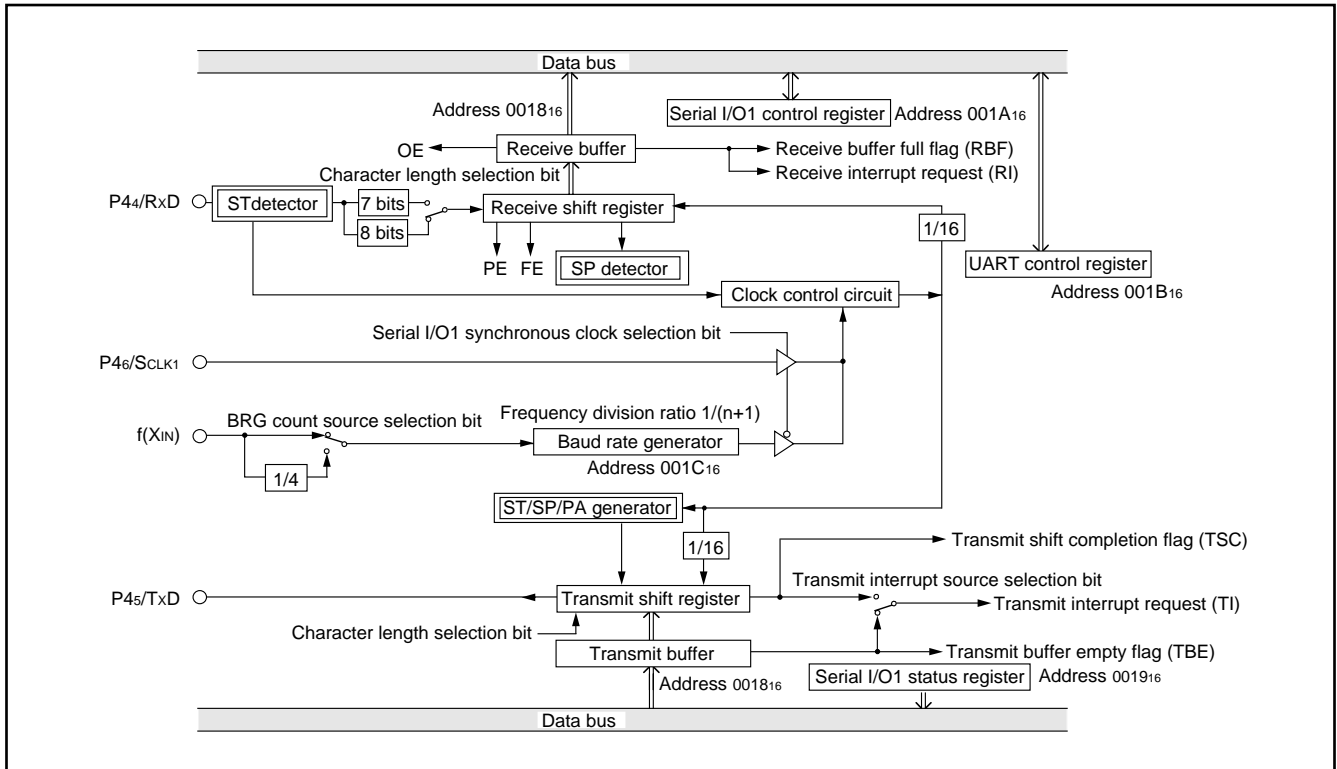 Data bus
Address 001816
Serial I/O1 control register Address 001A16
OE
Receive buffer
Receive buffer full flag (RBF)
Receive interrupt request (RI)
Character length selection bit
P44/RxD
STdetector
7 bits
8 bits
Receive shift register
1/16
PE FE
SP detector
UART control register
Address 001B16
Clock control circuit
Serial I/O1 synchronous clock selection bit
P46/SCLK1
BRG count source selection bit
Frequency division ratio 1/(n+1)
f(XIN)
Baud rate generator
1/4
Address 001C16
ST/SP/PA generator
1/16
Transmit shift completion flag (TSC)
Transmit interrupt source selection bit
P45/TxD
Transmit shift register
Transmit interrupt request (TI)
Character length selection bit
Transmit buffer
Transmit buffer empty flag (TBE)
Address 001816
Serial I/O1 status register Address 001916
Data bus